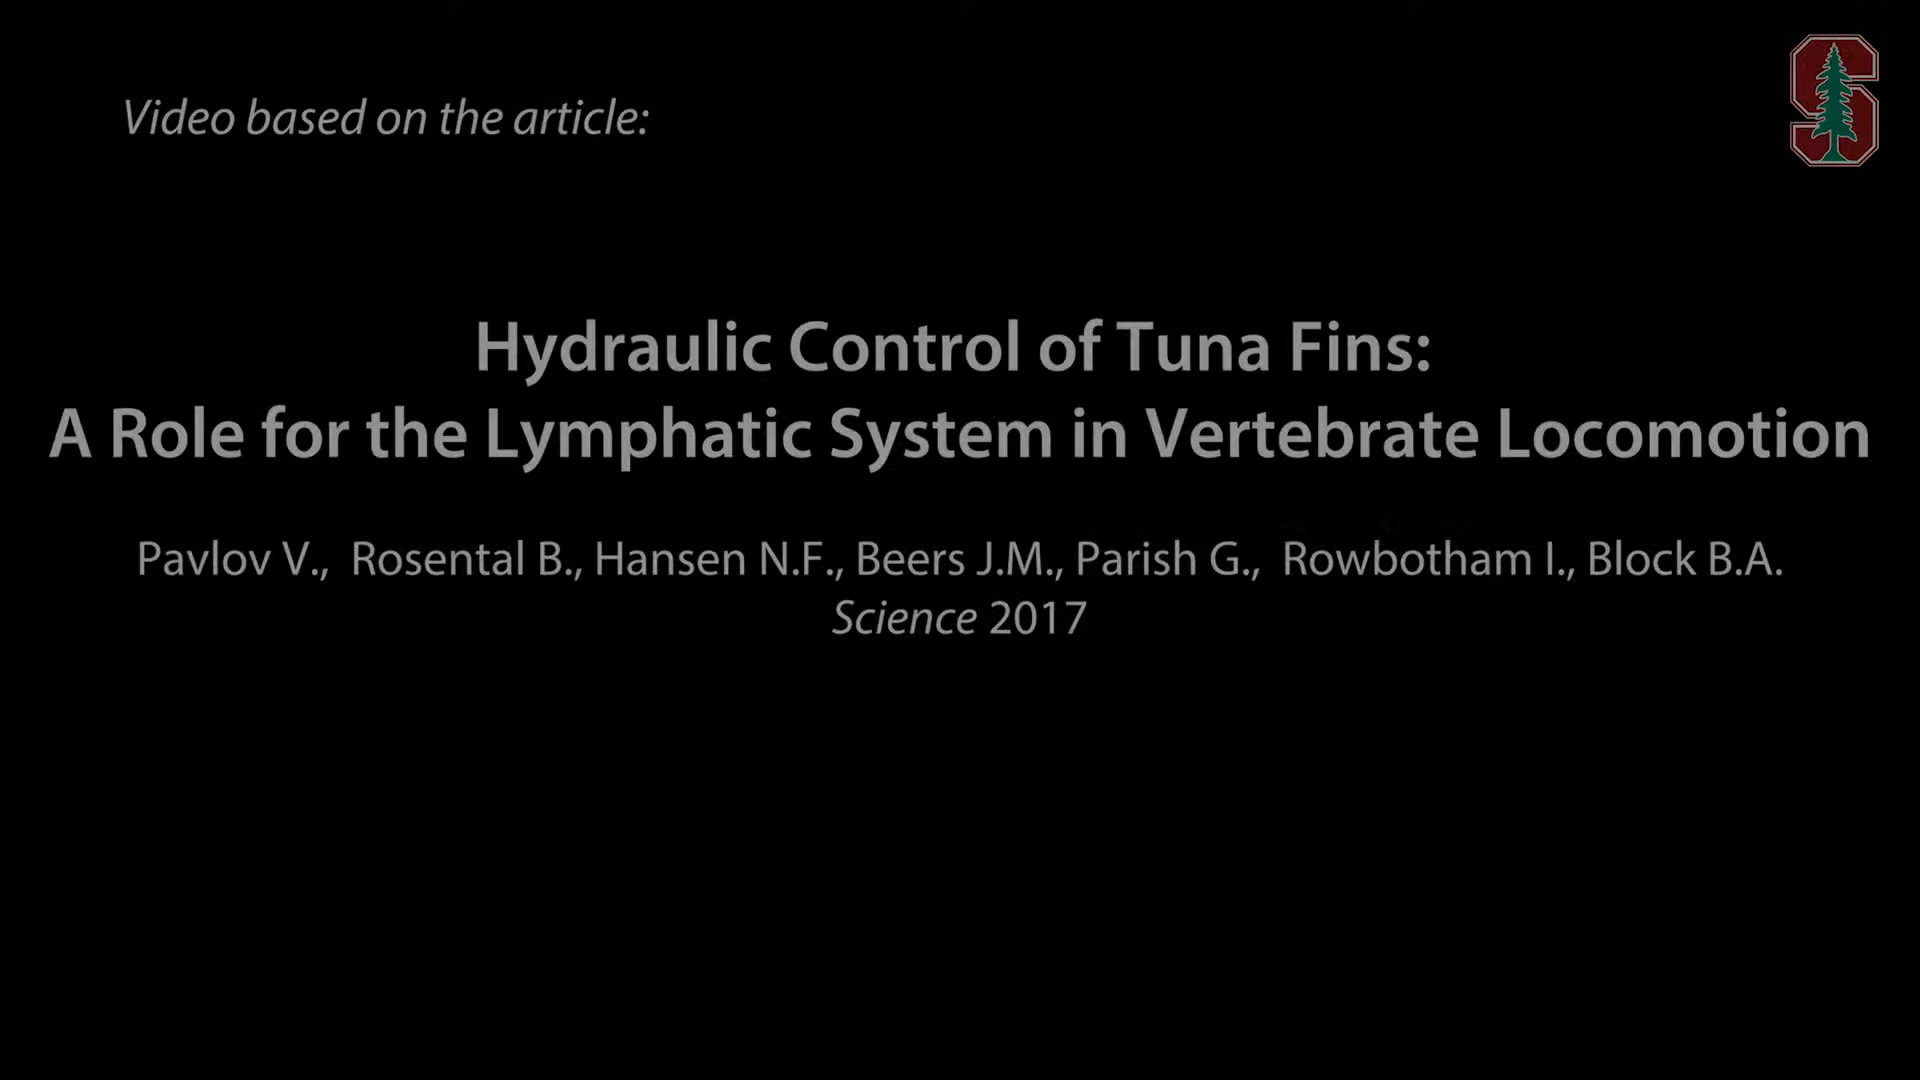 Video based on the article:
Hydraulic Control of Tuna Fins:
A Role for the Lymphatic System in Vertebrate Locomotion
Pavlov V., Rosental B., Hansen N.F., Beers J.M., Parish G., Rowbotham I., Block B.A.
Science 2017